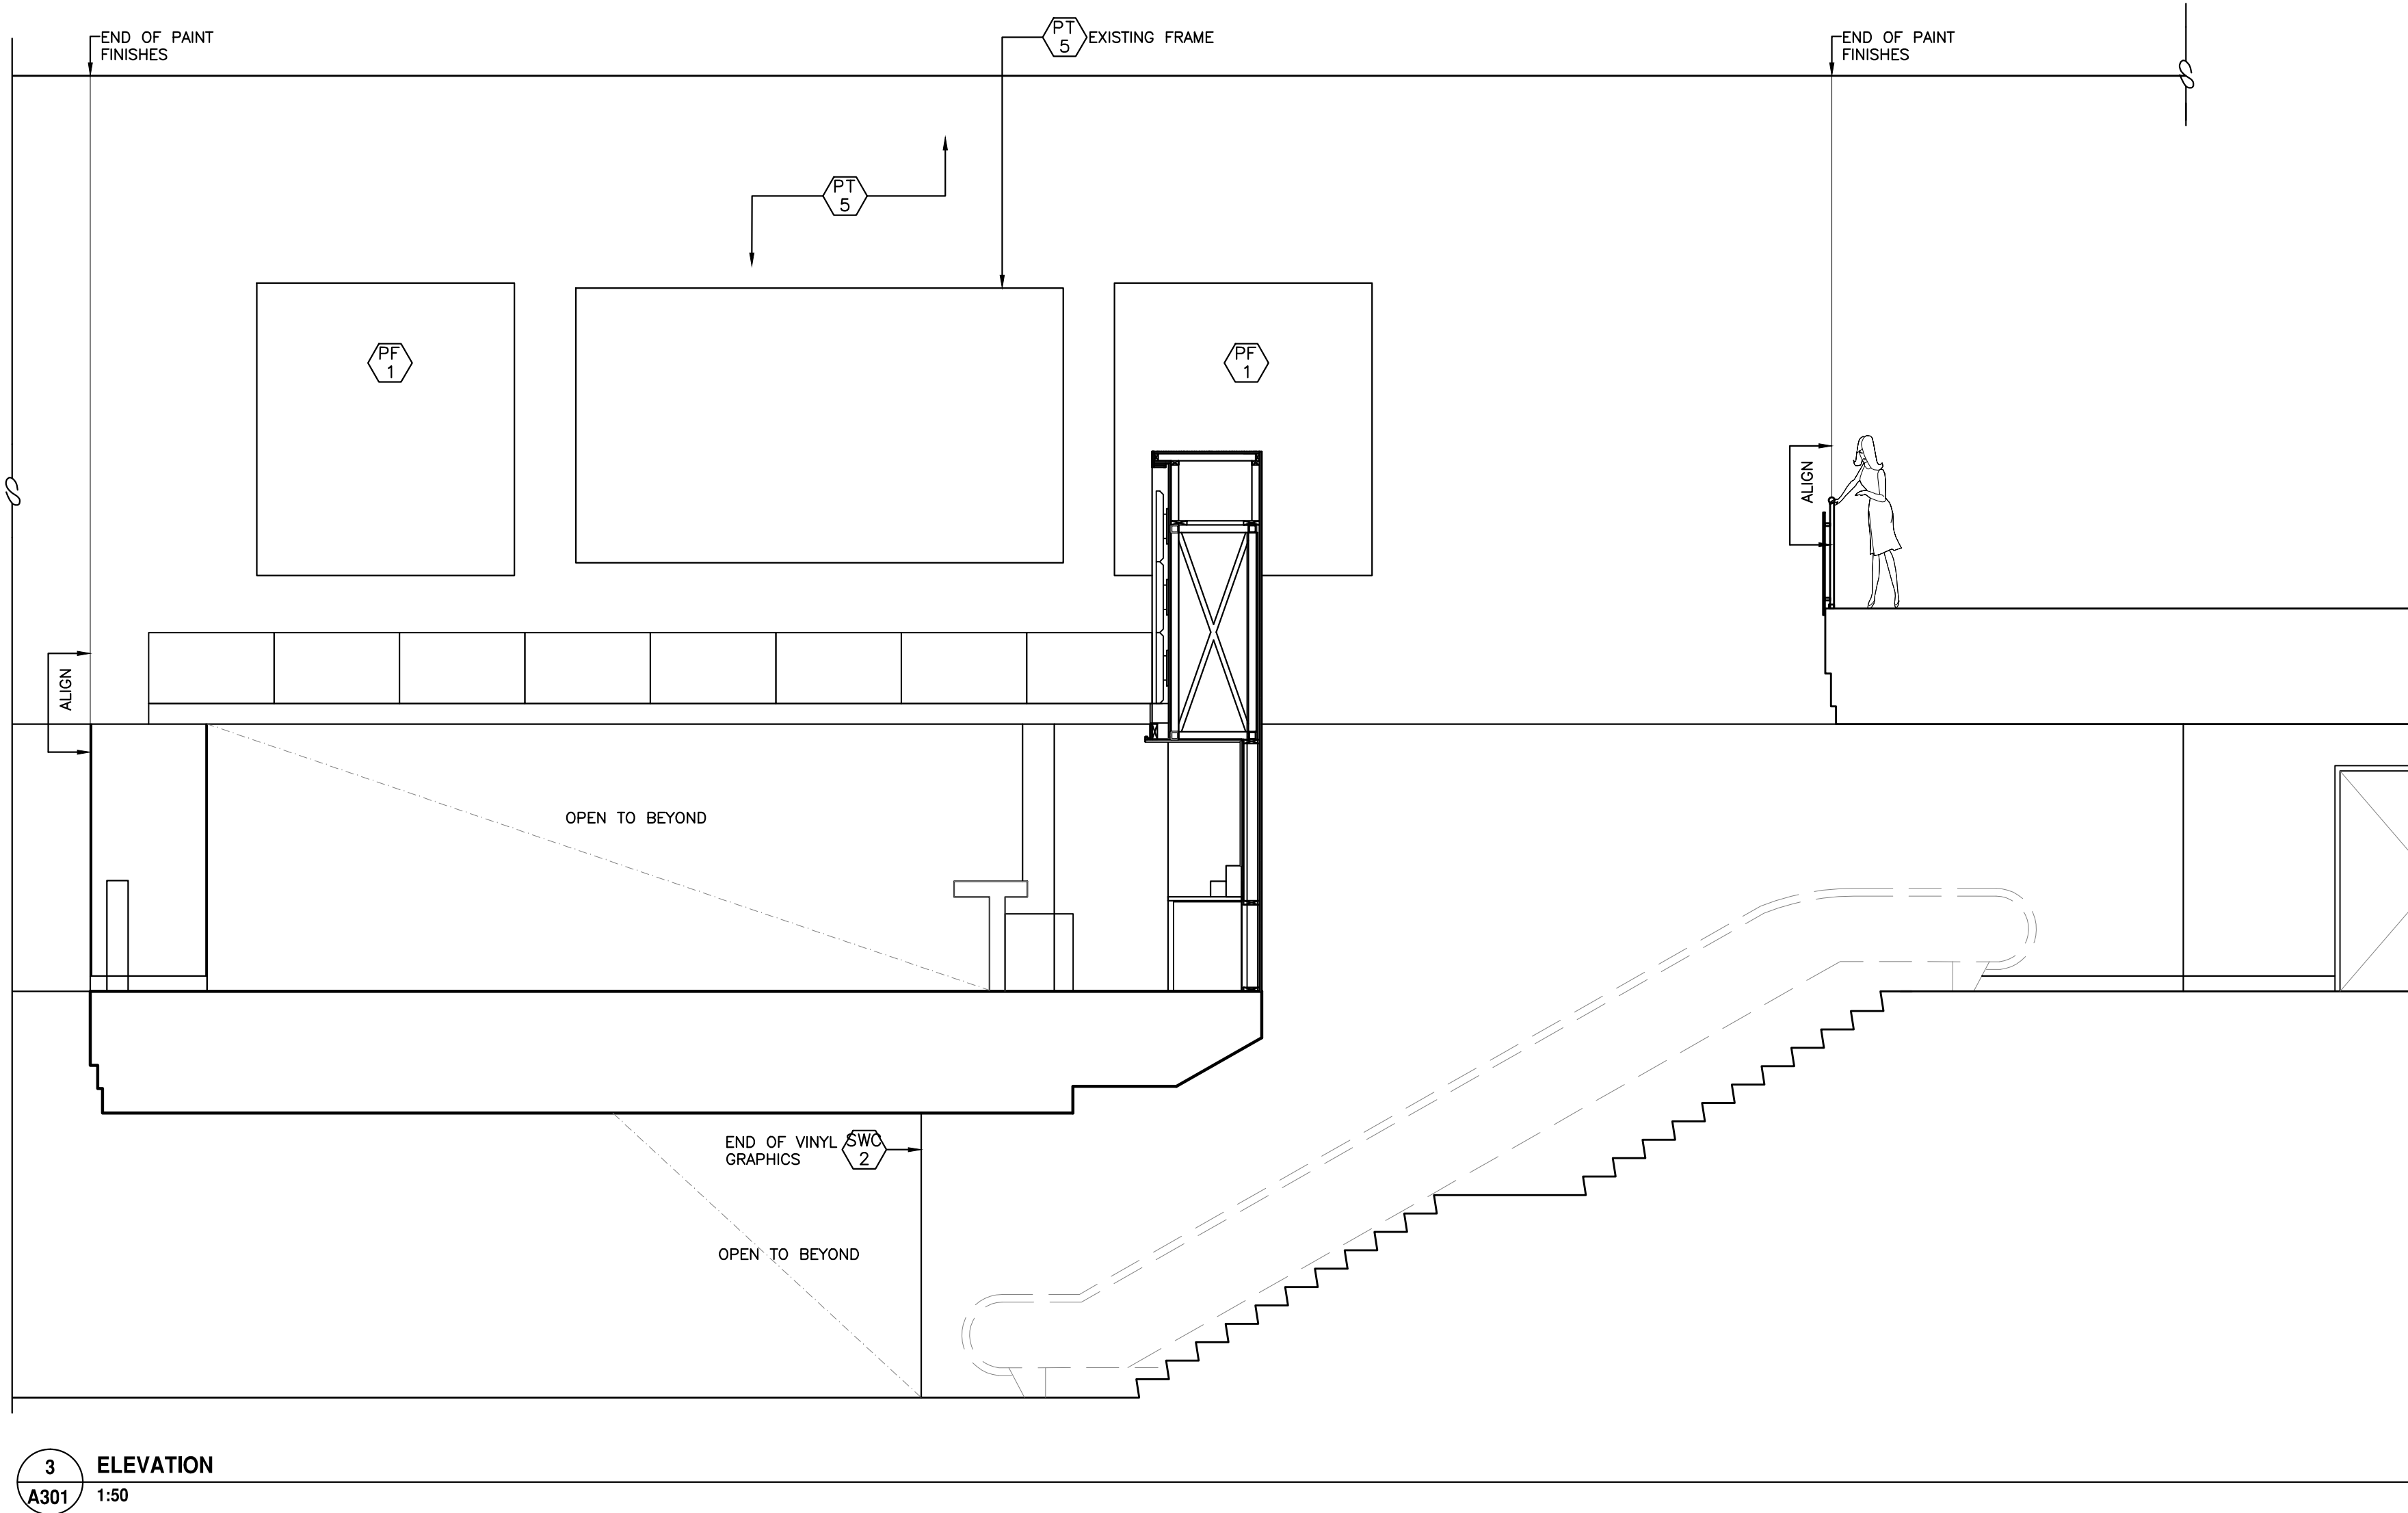 END OF PAINT
FINISHES
PT
5
EXISTING FRAME
END OF PAINT
FINISHES
PT
5
PF
1
PF
1
ALIGN
ALIGN
OPEN TO BEYOND
END OF VINYL
GRAPHICS
SWC
2
OPEN TO BEYOND
3
A301
ELEVATION
1:50